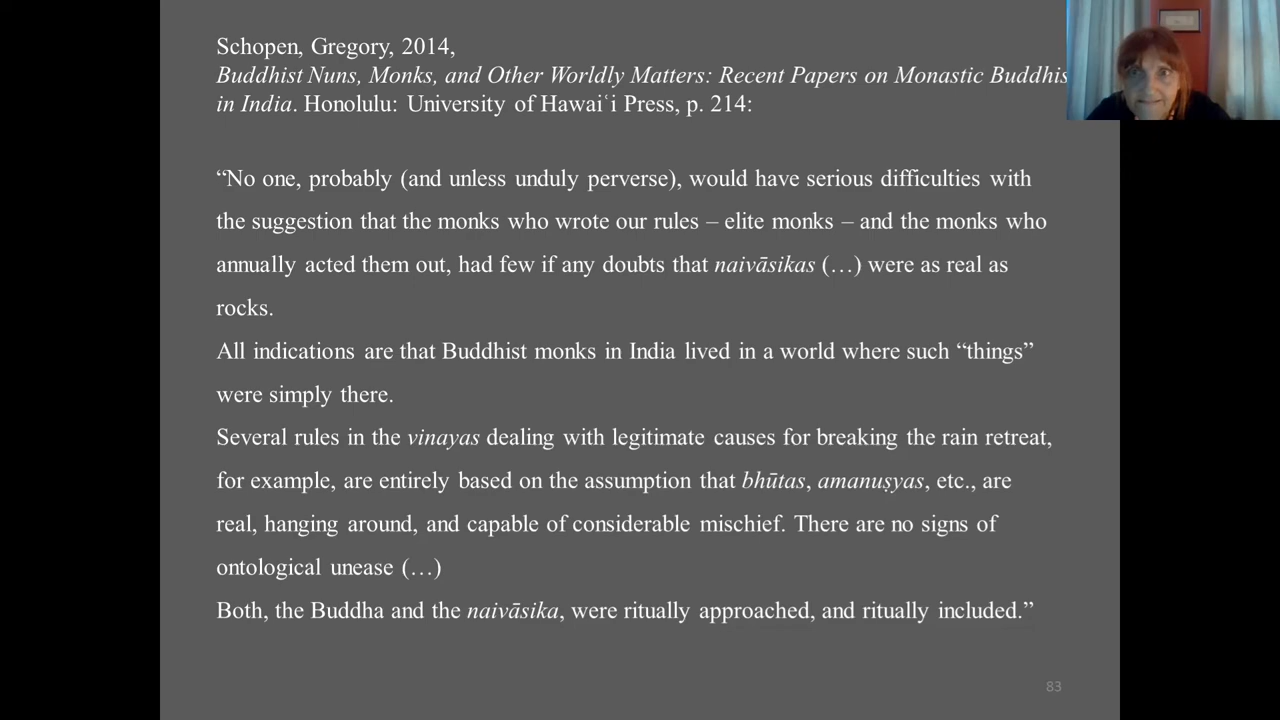 Schopen, Gregory, 2014,
Buddhist Nuns, Monks, and Other Worldly Matters: Recent Papers on Monastic Buddhis
in India. Honolulu: University of Hawaiʿi Press, p. 214:
“No one, probably (and unless unduly perverse), would have serious difficulties with
the suggestion that the monks who wrote our rules – elite monks – and the monks who
annually acted them out, had few if any doubts that naivāsikas (…) were as real as
rocks.
All indications are that Buddhist monks in India lived in a world where such “things”
were simply there.
Several rules in the vinayas dealing with legitimate causes for breaking the rain retreat,
for example, are entirely based on the assumption that bhūtas, amanuṣyas, etc., are
real, hanging around, and capable of considerable mischief. There are no signs of
ontological unease (…)
Both, the Buddha and the naivāsika, were ritually approached, and ritually included.”
83